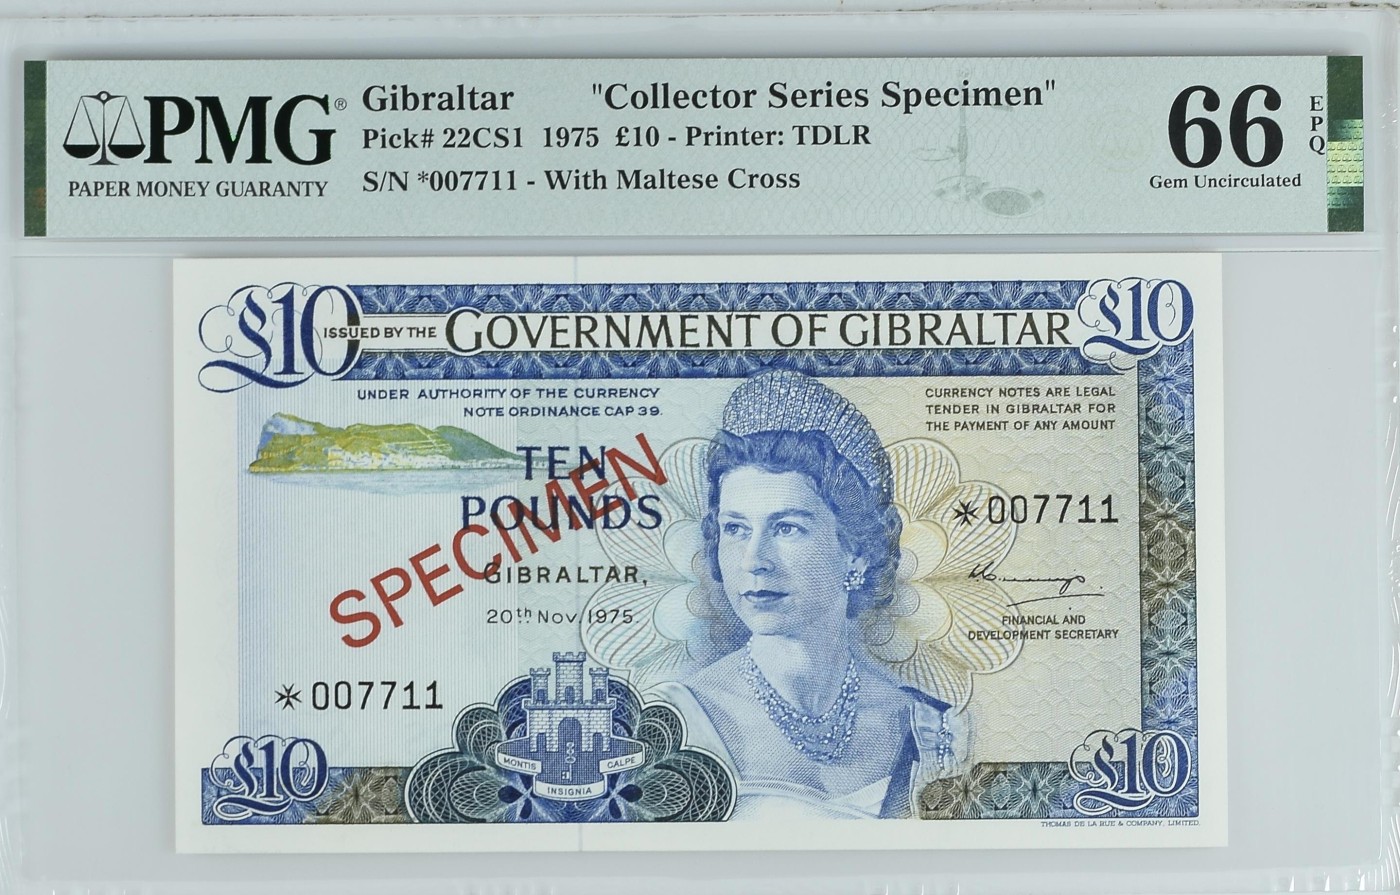 PMG®
PAPER MONEY GUARANTY
Gibraltar "Collector Series Specimen"
Pick# 22CS1 1975 £10 - Printer: TDLR
S/N *007711 - With Maltese Cross
66 EPQ
Gem Uncirculated
£10
ISSUED BY THE GOVERNMENT OF GIBRALTAR
£10
UNDER AUTHORITY OF THE CURRENCY
NOTE ORDINANCE CAP 39.
CURRENCY NOTES ARE LEGAL
TENDER IN GIBRALTAR FOR
THE PAYMENT OF ANY AMOUNT
TEN
POUNDS
SPECIMEN
GIBRALTAR,
20th Nov. 1975.
✠007711
FINANCIAL AND
DEVELOPMENT SECRETARY
✠007711
MONTIS CALPE
INSIGNIA
£10
£10
THOMAS DE LA RUE & COMPANY, LIMITED.